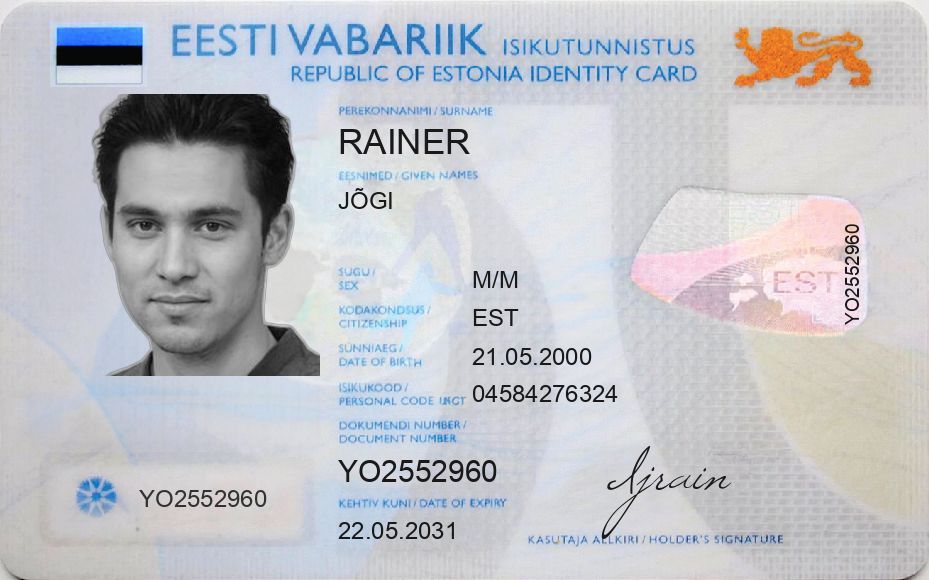 EESTI VABARIIK ISIKUTUNNISTUS
REPUBLIC OF ESTONIA IDENTITY CARD
PEREKONNANIMI / SURNAME
RAINER
EESNIMED / GIVEN NAMES
JÕGI
SUGU /
SEX
M/M
KODAKONDSUS /
CITIZENSHIP
EST
SÜNNIAEG /
DATE OF BIRTH
21.05.2000
ISIKUKOOD /
PERSONAL CODE
04584276324
DOKUMENDI NUMBER /
DOCUMENT NUMBER
YO2552960
KEHTIV KUNI / DATE OF EXPIRY
22.05.2031
YO2552960
EST
YO2552960
KASUTAJA ALLKIRI / HOLDER'S SIGNATURE